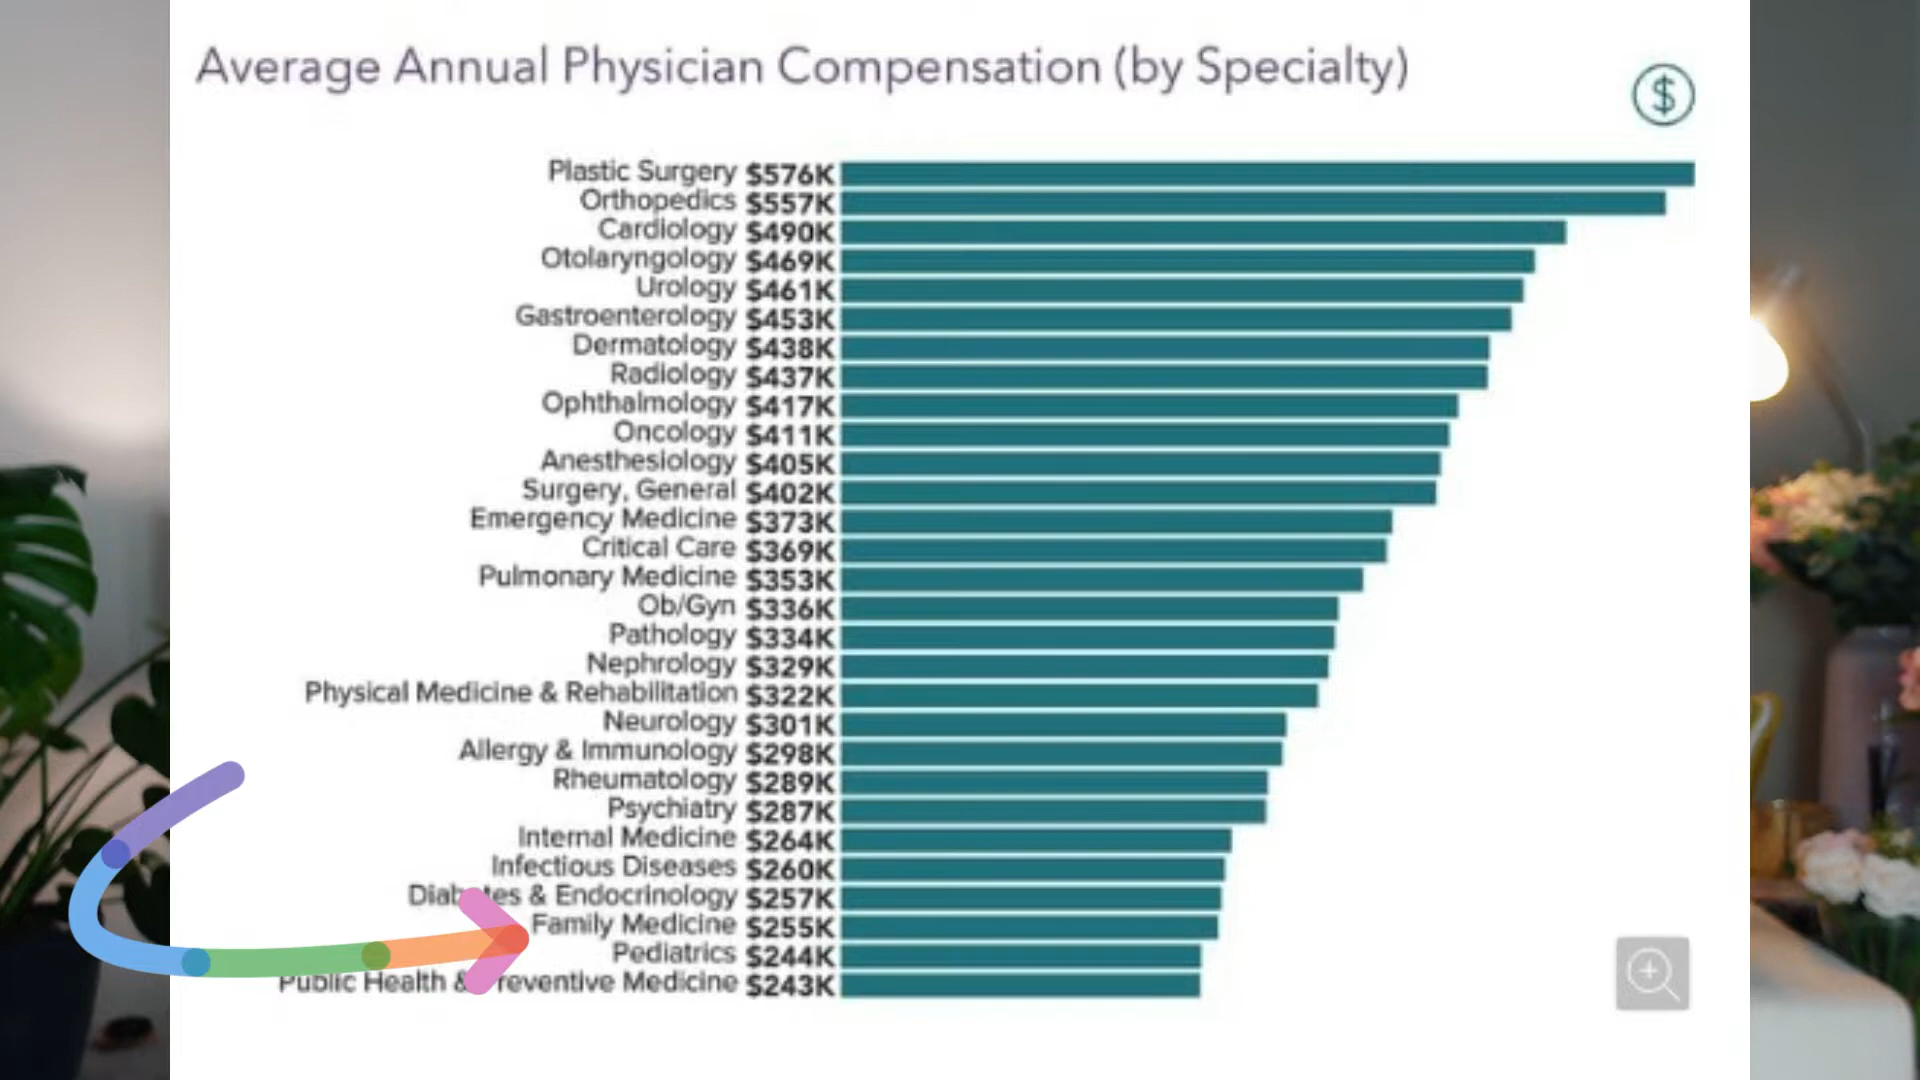 Average Annual Physician Compensation (by Specialty)
$
Plastic Surgery $576K
Orthopedics $557K
Cardiology $490K
Otolaryngology $469K
Urology $461K
Gastroenterology $453K
Dermatology $438K
Radiology $437K
Ophthalmology $417K
Oncology $411K
Anesthesiology $405K
Surgery, General $402K
Emergency Medicine $373K
Critical Care $369K
Pulmonary Medicine $353K
Ob/Gyn $336K
Pathology $334K
Nephrology $329K
Physical Medicine & Rehabilitation $322K
Neurology $301K
Allergy & Immunology $298K
Rheumatology $289K
Psychiatry $287K
Internal Medicine $264K
Infectious Diseases $260K
Diabetes & Endocrinology $257K
Family Medicine $255K
Pediatrics $244K
Public Health & Preventive Medicine $243K